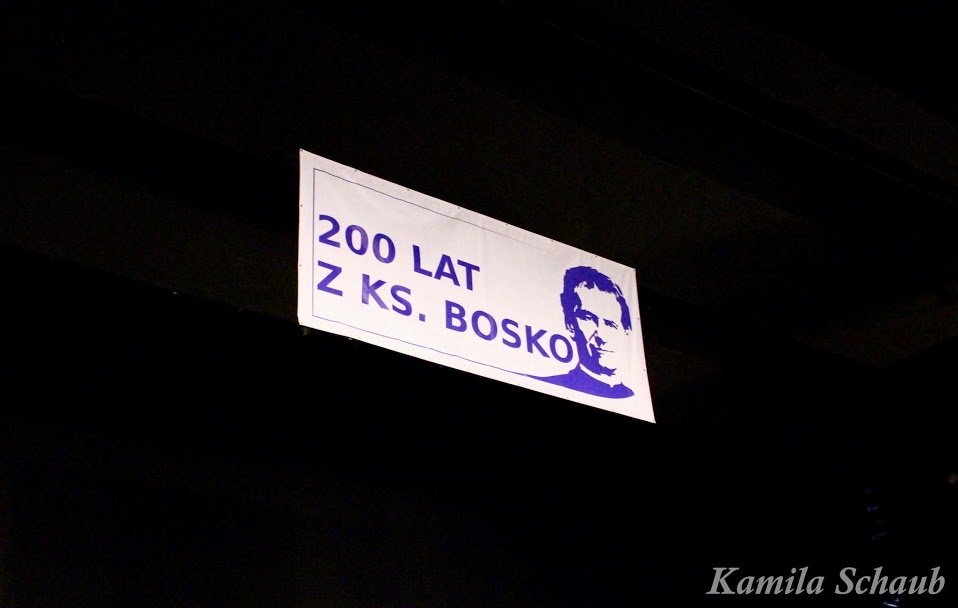 200 LAT
Z KS. BOSKO
Kamila Schaub